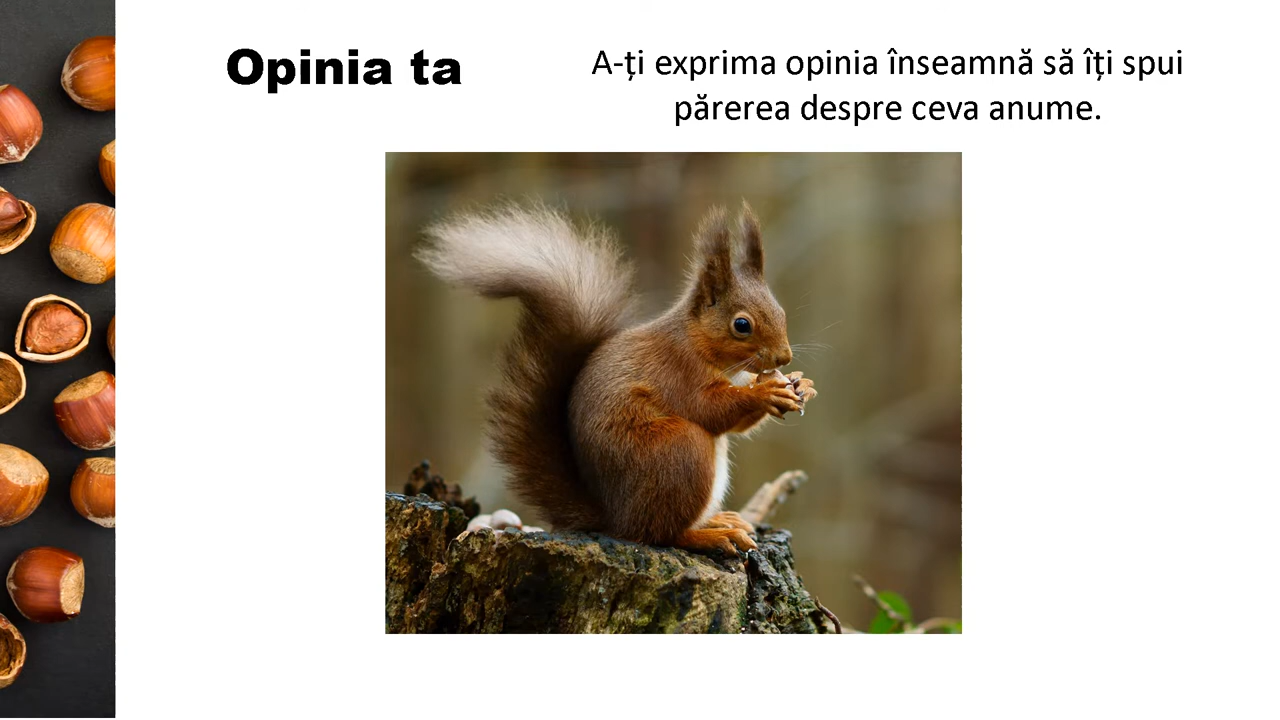 Opinia ta
A-ți exprima opinia înseamnă să îți spui
părerea despre ceva anume.